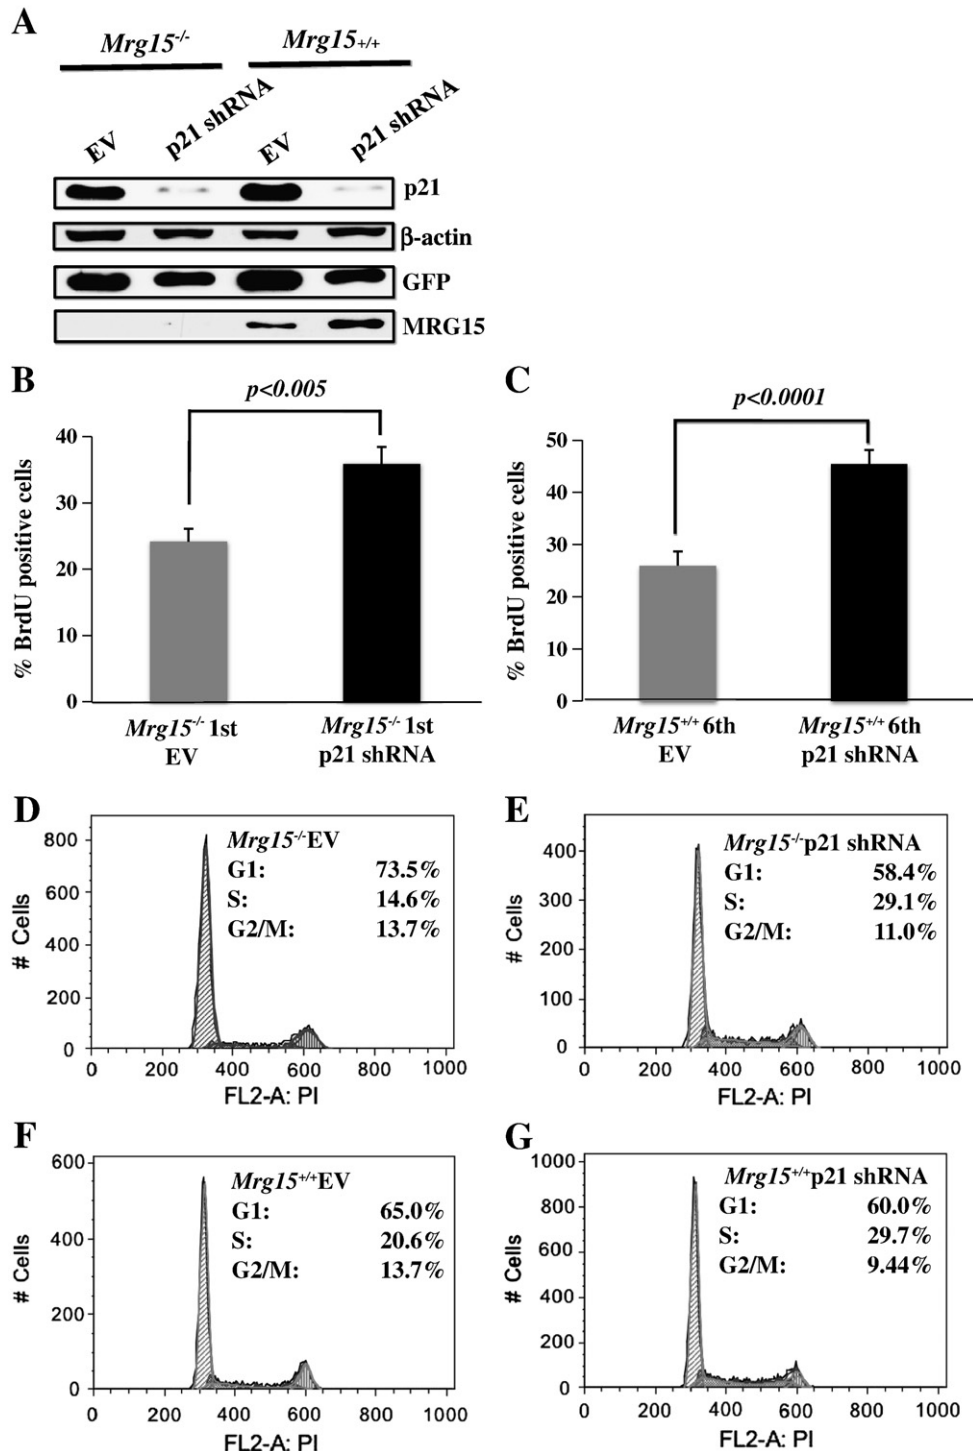 A
Mrg15-/- Mrg15+/+
EV p21 shRNA EV p21 shRNA
p21
β-actin
GFP
MRG15
B
p<0.005
% BrdU positive cells
40
30
20
10
0
Mrg15-/- 1st
EV
Mrg15-/- 1st
p21 shRNA
C
p<0.0001
% BrdU positive cells
50
40
30
20
10
0
Mrg15+/+ 6th
EV
Mrg15+/+ 6th
p21 shRNA
D
Mrg15-/-EV
G1: 73.5%
S: 14.6%
G2/M: 13.7%
# Cells
800
600
400
200
0
0 200 400 600 800 1000
FL2-A: PI
E
Mrg15-/-p21 shRNA
G1: 58.4%
S: 29.1%
G2/M: 11.0%
# Cells
400
300
200
100
0
0 200 400 600 800 1000
FL2-A: PI
F
Mrg15+/+EV
G1: 65.0%
S: 20.6%
G2/M: 13.7%
# Cells
600
400
200
0
0 200 400 600 800 1000
FL2-A: PI
G
Mrg15+/+p21 shRNA
G1: 60.0%
S: 29.7%
G2/M: 9.44%
# Cells
1000
800
600
400
200
0
0 200 400 600 800 1000
FL2-A: PI